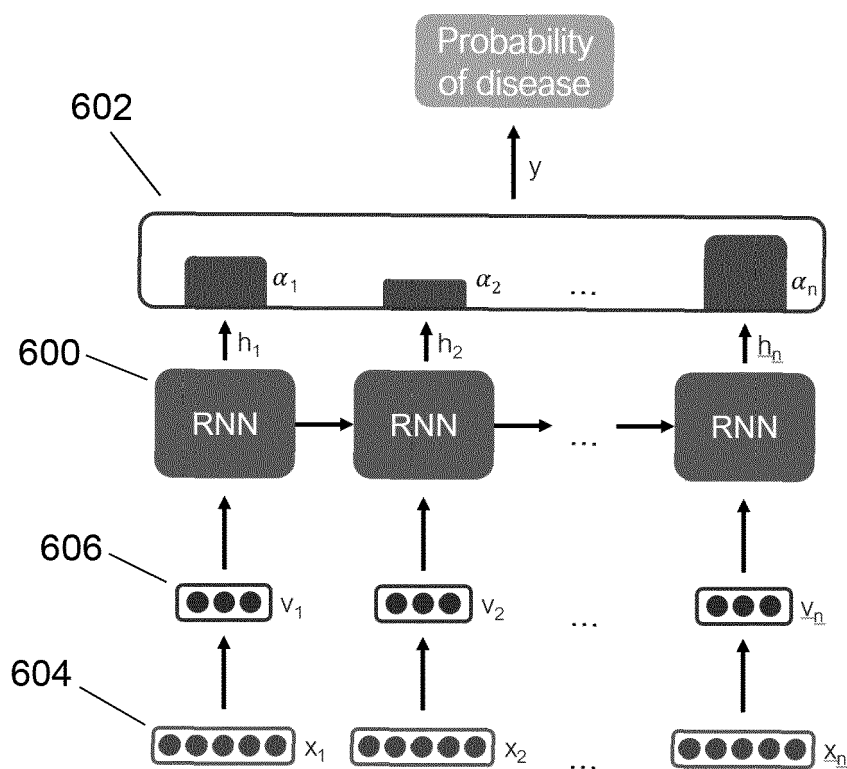 Probability
of disease
602
y
α1
α2
...
αn
h1
h2
hn
600
RNN
RNN
...
RNN
606
v1
v2
...
vn
604
x1
x2
...
xn